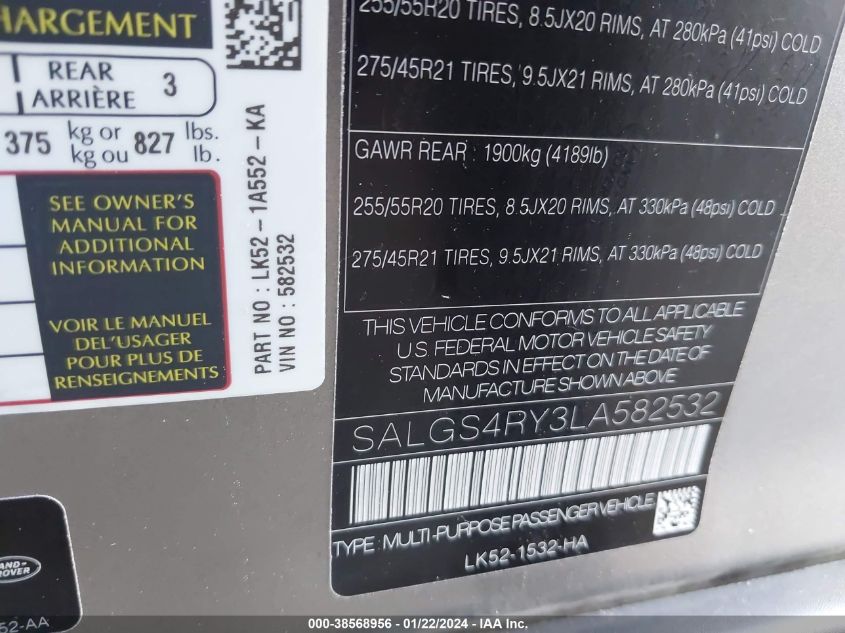 HARGEMENT
REAR
ARRIÈRE 3
375 kg or 827 lbs.
kg ou lb.
SEE OWNER'S
MANUAL FOR
ADDITIONAL
INFORMATION
VOIR LE MANUEL
DEL'USAGER
POUR PLUS DE
RENSEIGNEMENTS
PART NO : LK52 - 1A552 - KA
VIN NO : 582532
255/55R20 TIRES, 8.5JX20 RIMS, AT 280kPa (41psi) COLD
275/45R21 TIRES, 9.5JX21 RIMS, AT 280kPa (41psi) COLD
GAWR REAR : 1900kg (4189lb)
255/55R20 TIRES, 8.5JX20 RIMS, AT 330kPa (48psi) COLD
275/45R21 TIRES, 9.5JX21 RIMS, AT 330kPa (48psi) COLD
THIS VEHICLE CONFORMS TO ALL APPLICABLE
U.S. FEDERAL MOTOR VEHICLE SAFETY
STANDARDS IN EFFECT ON THE DATE OF
MANUFACTURE SHOWN ABOVE
SALGS4RY3LA582532
TYPE: MULTI-PURPOSE PASSENGER VEHICLE
LK52-1532-HA
AND-
OVER
52-AA
000-38568956 - 01/22/2024 - IAAI.COM